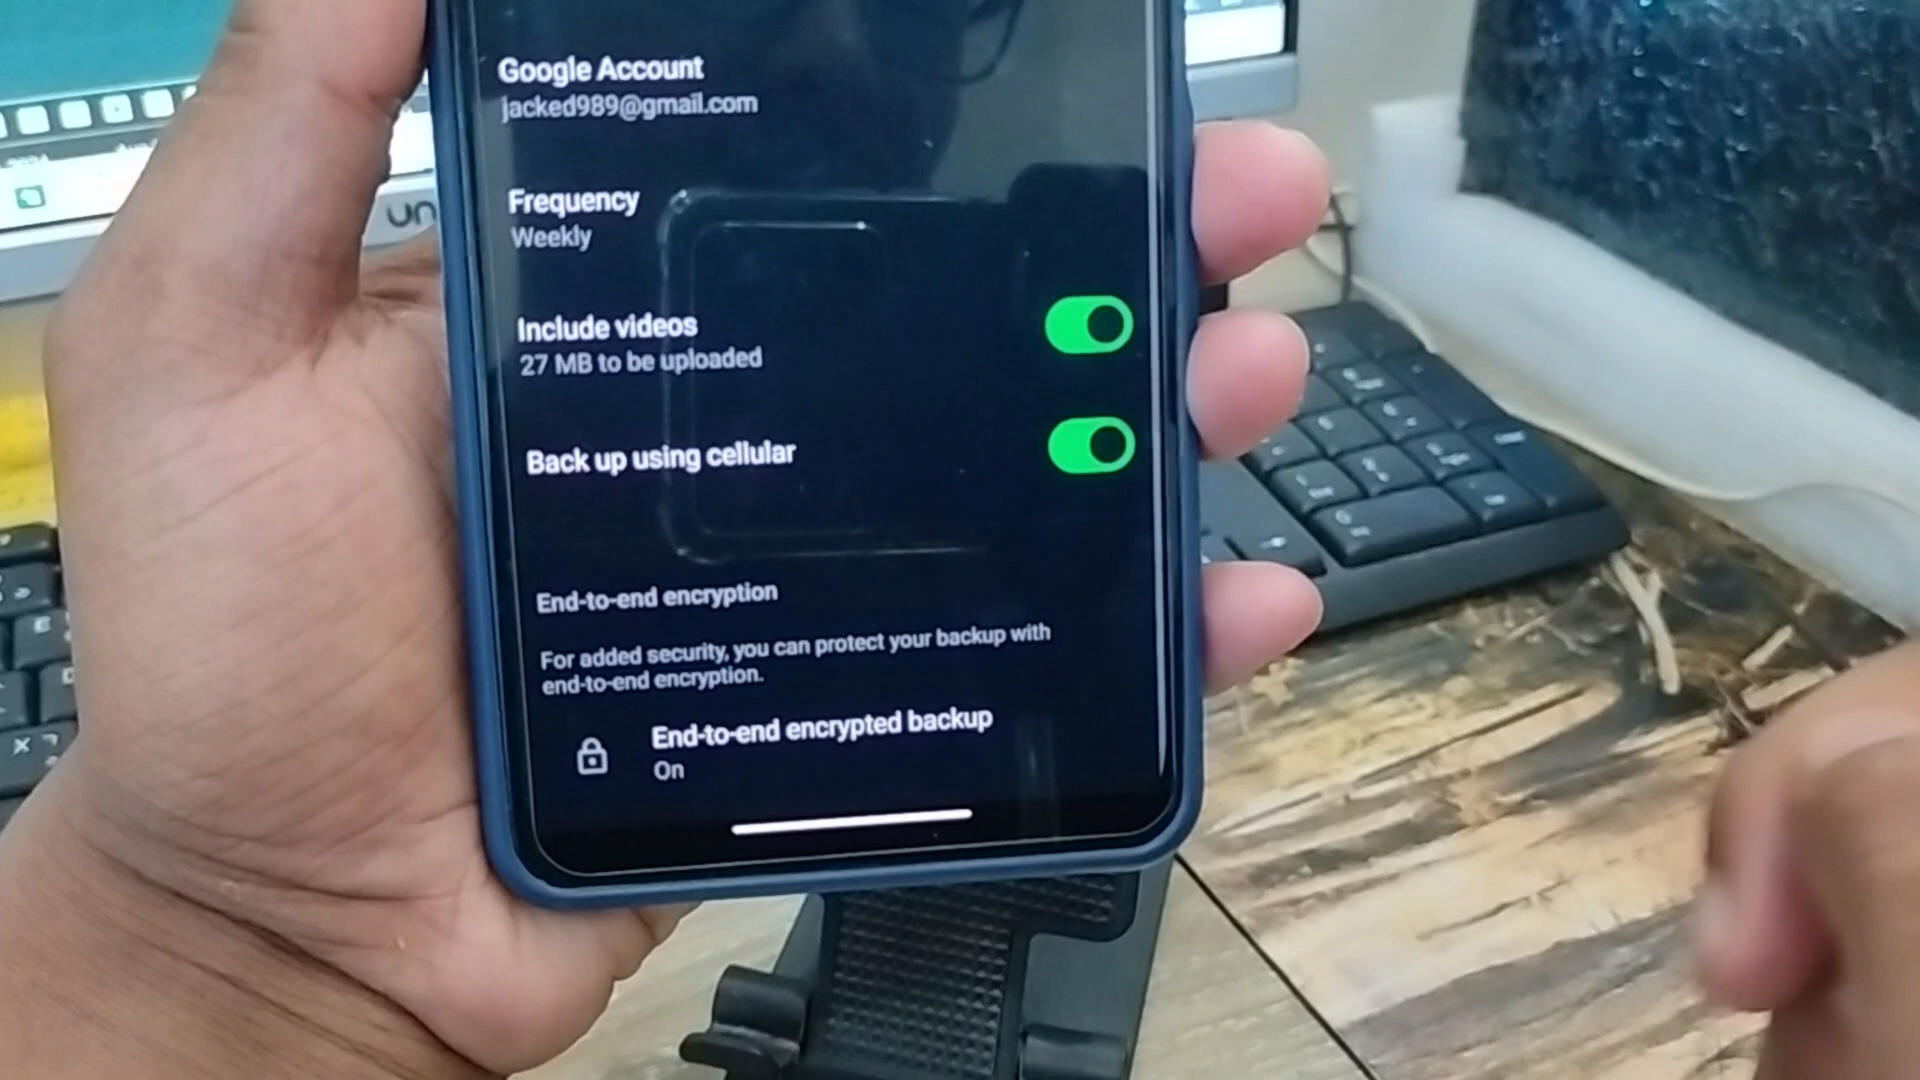 Google Account
jacked989@gmail.com
Frequency
Weekly
Include videos
27 MB to be uploaded
Back up using cellular
End-to-end encryption
For added security, you can protect your backup with
end-to-end encryption.
End-to-end encrypted backup
On
un